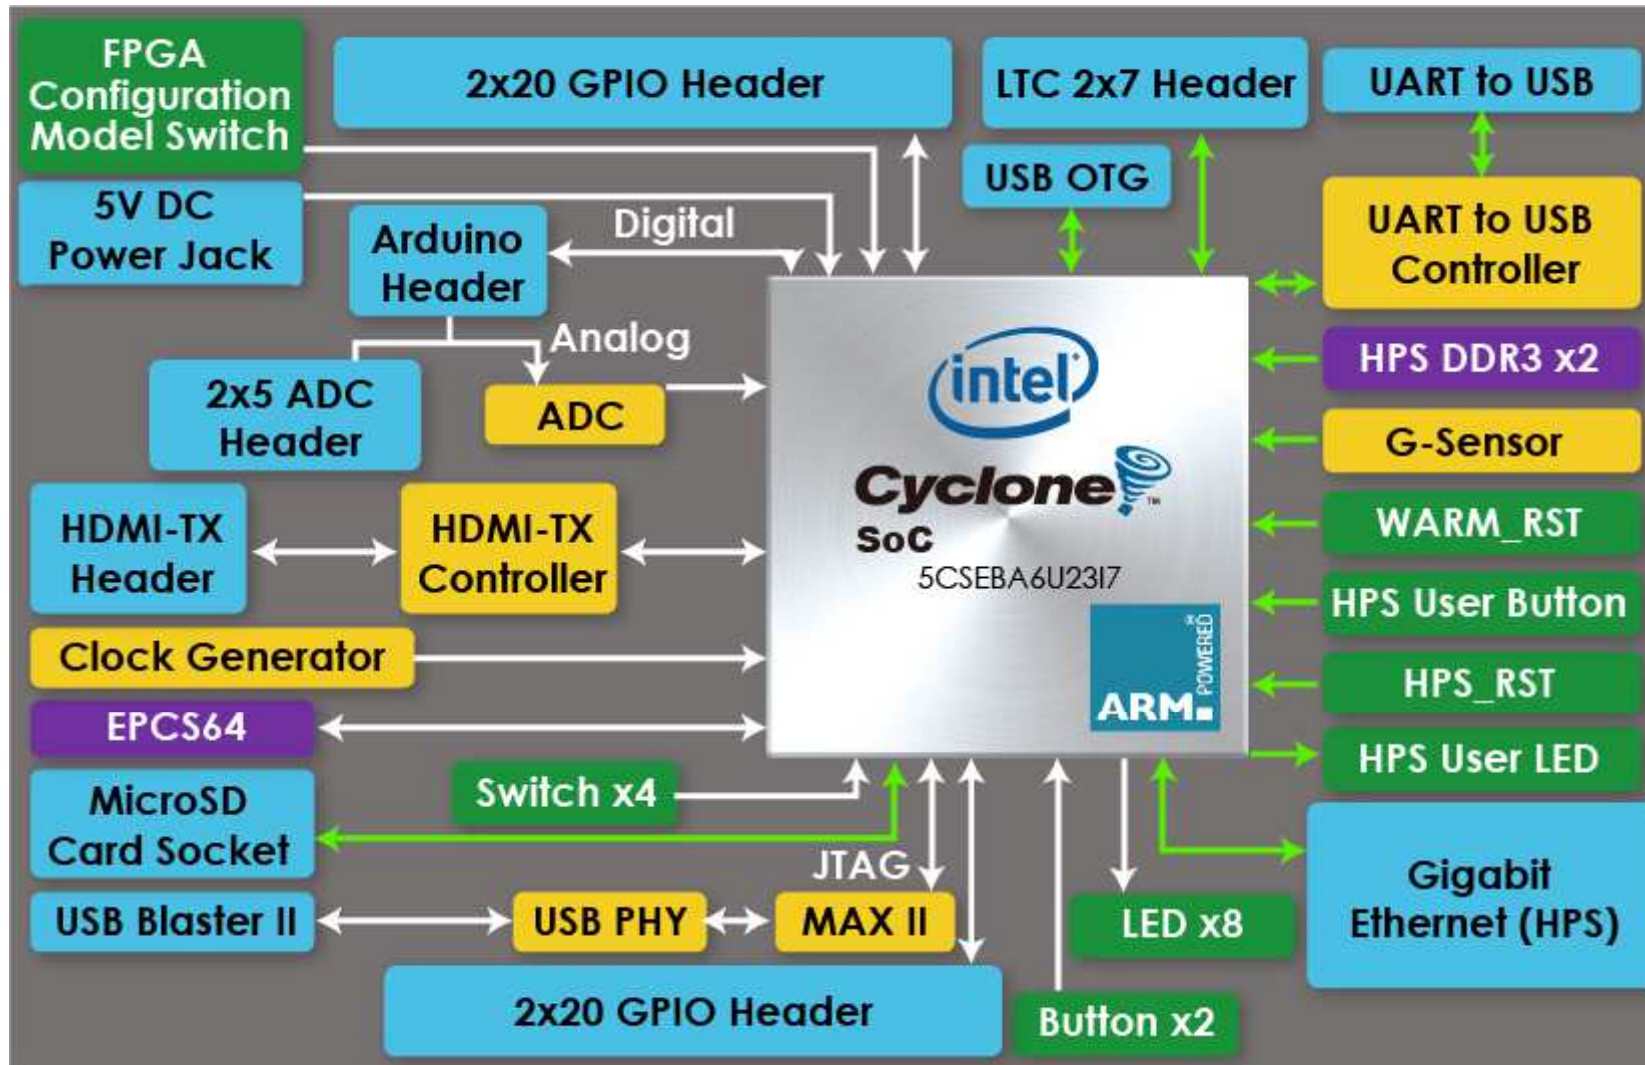 FPGA
Configuration
Model Switch
2x20 GPIO Header
LTC 2x7 Header
UART to USB
5V DC
Power Jack
Arduino
Header
Digital
USB OTG
UART to USB
Controller
Analog
2x5 ADC
Header
ADC
HPS DDR3 x2
G-Sensor
intel
Cyclone
TM
SoC
5CSEBA6U23I7
ARM
POWERED
®
HDMI-TX
Header
HDMI-TX
Controller
WARM_RST
HPS User Button
Clock Generator
HPS_RST
EPCS64
HPS User LED
MicroSD
Card Socket
Switch x4
JTAG
USB Blaster II
USB PHY
MAX II
LED x8
Gigabit
Ethernet (HPS)
2x20 GPIO Header
Button x2